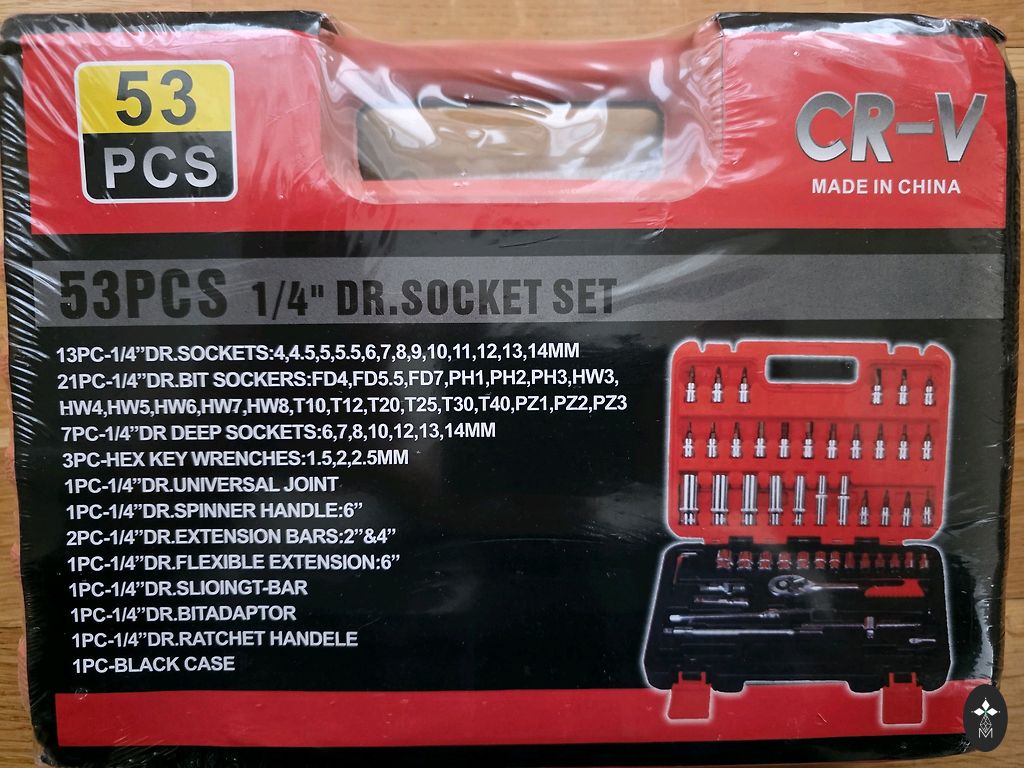 53
PCS
CR-V
MADE IN CHINA
53PCS 1/4" DR.SOCKET SET
13PC-1/4”DR.SOCKETS:4,4.5,5,5.5,6,7,8,9,10,11,12,13,14MM
21PC-1/4”DR.BIT SOCKERS:FD4,FD5.5,FD7,PH1,PH2,PH3,HW3,
HW4,HW5,HW6,HW7,HW8,T10,T12,T20,T25,T30,T40,PZ1,PZ2,PZ3
7PC-1/4”DR DEEP SOCKETS:6,7,8,10,12,13,14MM
3PC-HEX KEY WRENCHES:1.5,2,2.5MM
1PC-1/4”DR.UNIVERSAL JOINT
1PC-1/4”DR.SPINNER HANDLE:6”
2PC-1/4”DR.EXTENSION BARS:2”&4”
1PC-1/4”DR.FLEXIBLE EXTENSION:6”
1PC-1/4”DR.SLIOINGT-BAR
1PC-1/4”DR.BITADAPTOR
1PC-1/4”DR.RATCHET HANDELE
1PC-BLACK CASE
M